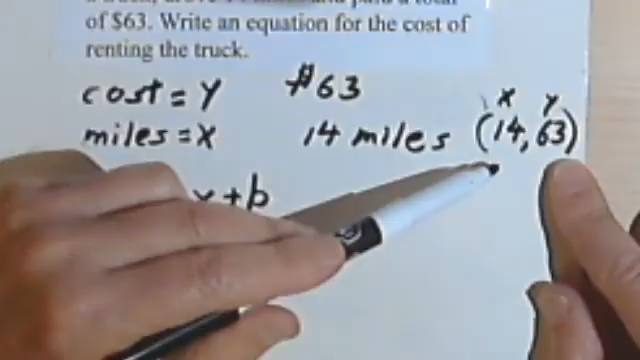 of $63. Write an equation for the cost of
renting the truck.
cost = y $63
miles = x 14 miles (14, 63)
x y
x + b